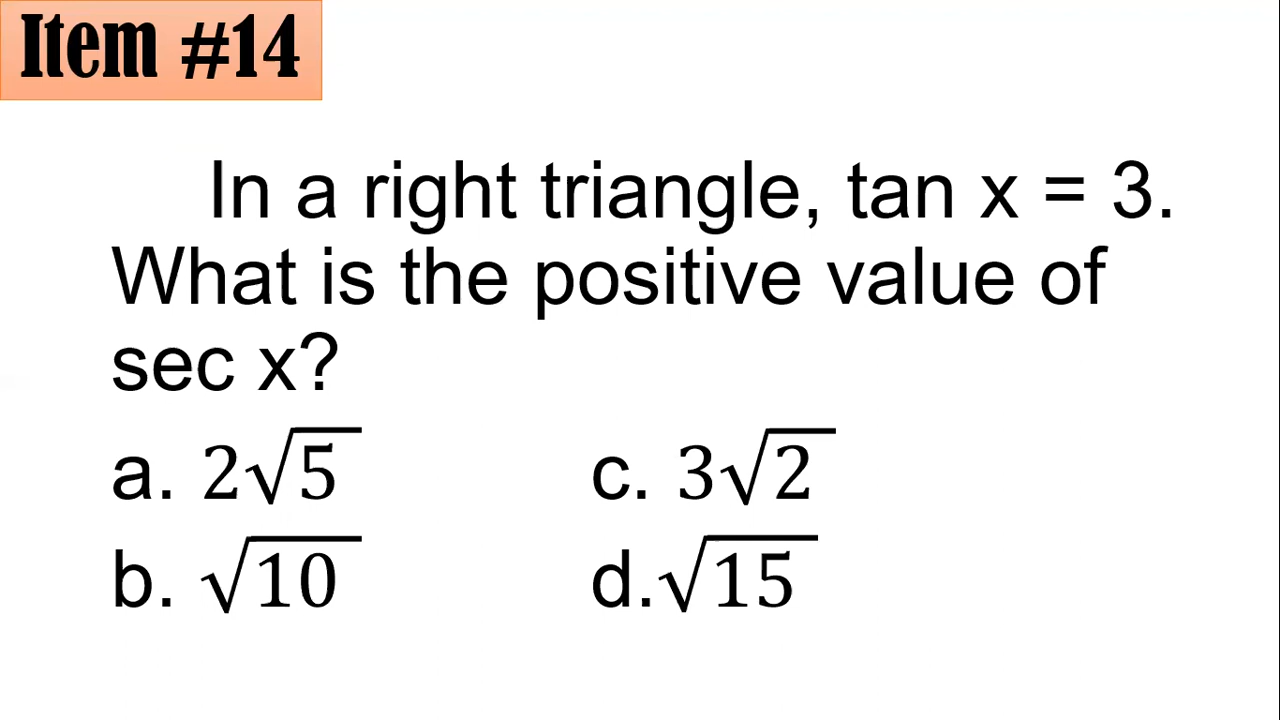 Item #14
In a right triangle, tan x = 3.
What is the positive value of
sec x?
a. 2√5 c. 3√2
b. √10 d.√15